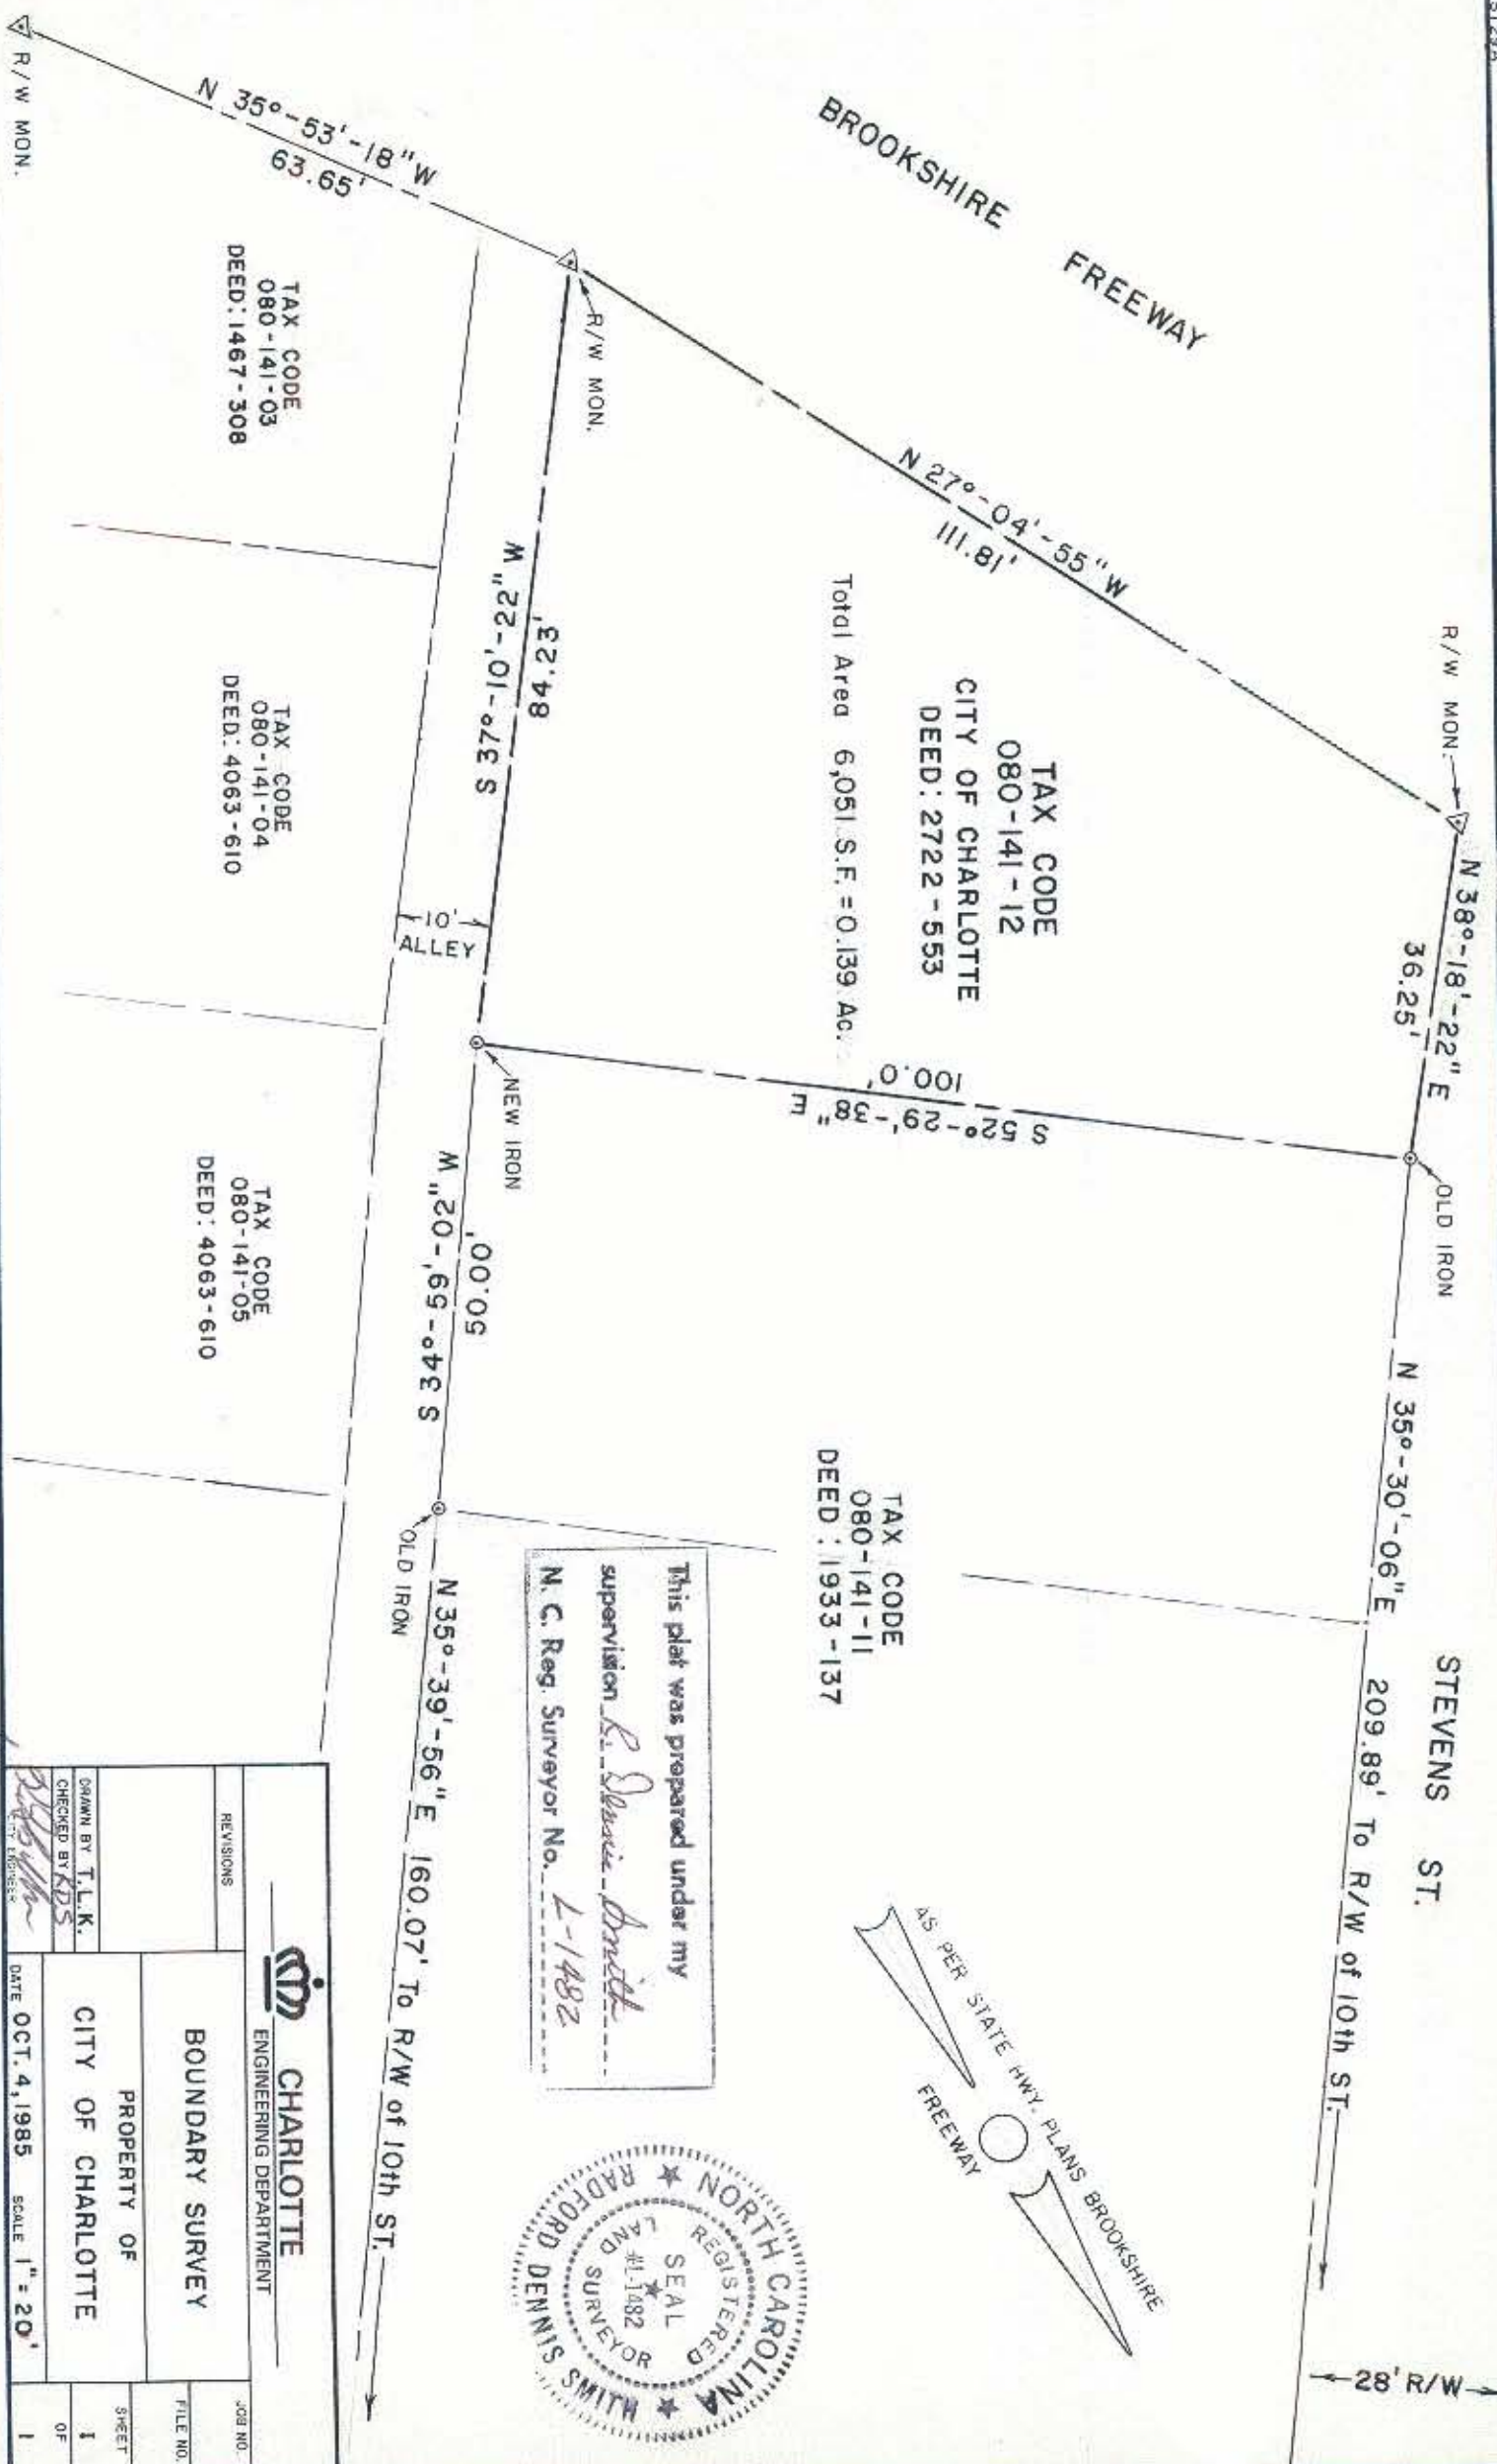 BROOKSHIRE FREEWAY
STEVENS ST.
28' R/W
R/W MON.
N 35°-53'-18" W
63.65'
R/W MON.
N 27°-04'-55" W
111.81'
R/W MON.
N 38°-18'-22" E
36.25'
OLD IRON
N 35°-30'-06" E 209.89' To R/W of 10th ST.
TAX CODE
080-141-12
CITY OF CHARLOTTE
DEED: 2722-553
Total Area 6,051 S.F. = 0.139 Ac.
S 52°-29'-38" E
100.0'
84.23'
S 37°-10'-22" W
10'
ALLEY
NEW IRON
50.00'
S 34°-59'-02" W
OLD IRON
N 35°-39'-56" E 160.07' To R/W of 10th ST.
TAX CODE
080-141-11
DEED: 1933-137
TAX CODE
080-141-03
DEED: 1467-308
TAX CODE
080-141-04
DEED: 4063-610
TAX CODE
080-141-05
DEED: 4063-610
AS PER STATE HWY. PLANS BROOKSHIRE
FREEWAY
This plat was prepared under my
supervision R. Dennis Smith
N. C. Reg. Surveyor No. L-1482
NORTH CAROLINA
RADFORD DENNIS SMITH
REGISTERED
LAND SURVEYOR
SEAL
#L-1482
CHARLOTTE
ENGINEERING DEPARTMENT
REVISIONS
BOUNDARY SURVEY
PROPERTY OF
CITY OF CHARLOTTE
DRAWN BY T.L.K.
CHECKED BY RDS
CITY ENGINEER
DATE OCT. 4, 1985 SCALE 1" = 20'
JOB NO.
FILE NO.
SHEET
1
OF
1